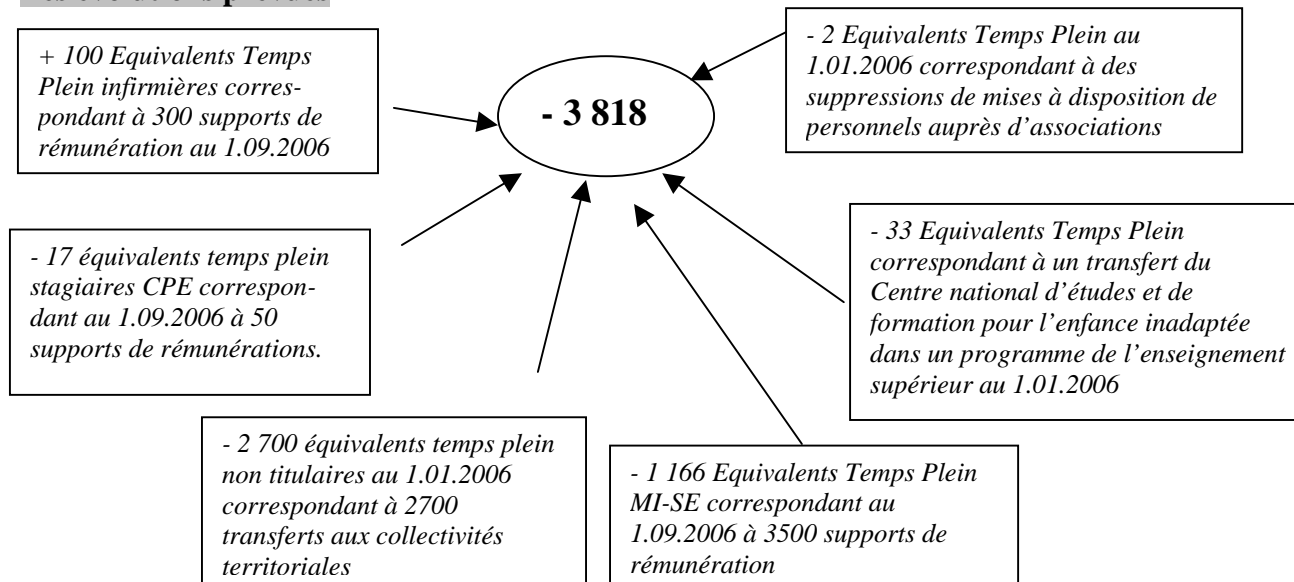 + 100 Equivalents Temps
Plein infirmières corres-
pondant à 300 supports de
rémunération au 1.09.2006
- 3 818
- 2 Equivalents Temps Plein au
1.01.2006 correspondant à des
suppressions de mises à disposition de
personnels auprès d'associations
- 17 équivalents temps plein
stagiaires CPE correspon-
dant au 1.09.2006 à 50
supports de rémunérations.
- 33 Equivalents Temps Plein
correspondant à un transfert du
Centre national d'études et de
formation pour l'enfance inadaptée
dans un programme de l'enseignement
supérieur au 1.01.2006
- 2 700 équivalents temps plein
non titulaires au 1.01.2006
correspondant à 2700
transferts aux collectivités
territoriales
- 1 166 Equivalents Temps Plein
MI-SE correspondant au
1.09.2006 à 3500 supports de
rémunération